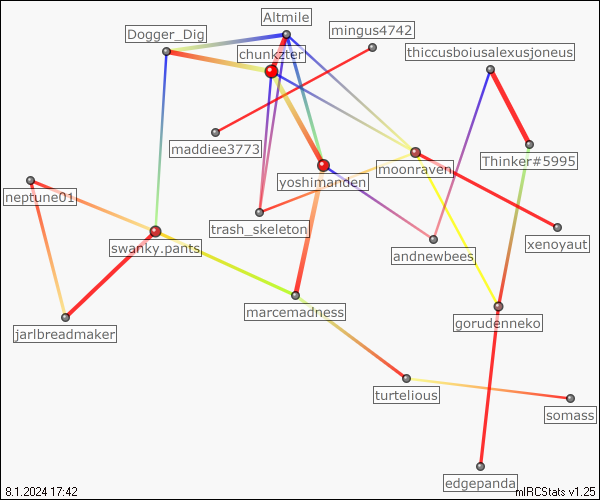 Altmile
mingus4742
Dogger_Dig
chunkzter
thiccusboiusalexusjoneus
maddiee3773
Thinker#5995
moonraven
yoshimanden
neptune01
trash_skeleton
swanky.pants
andnewbees
xenoyaut
marcemadness
gorudenneko
jarlbreadmaker
turtelious
somass
edgepanda
8.1.2024 17:42
mIRCStats v1.25